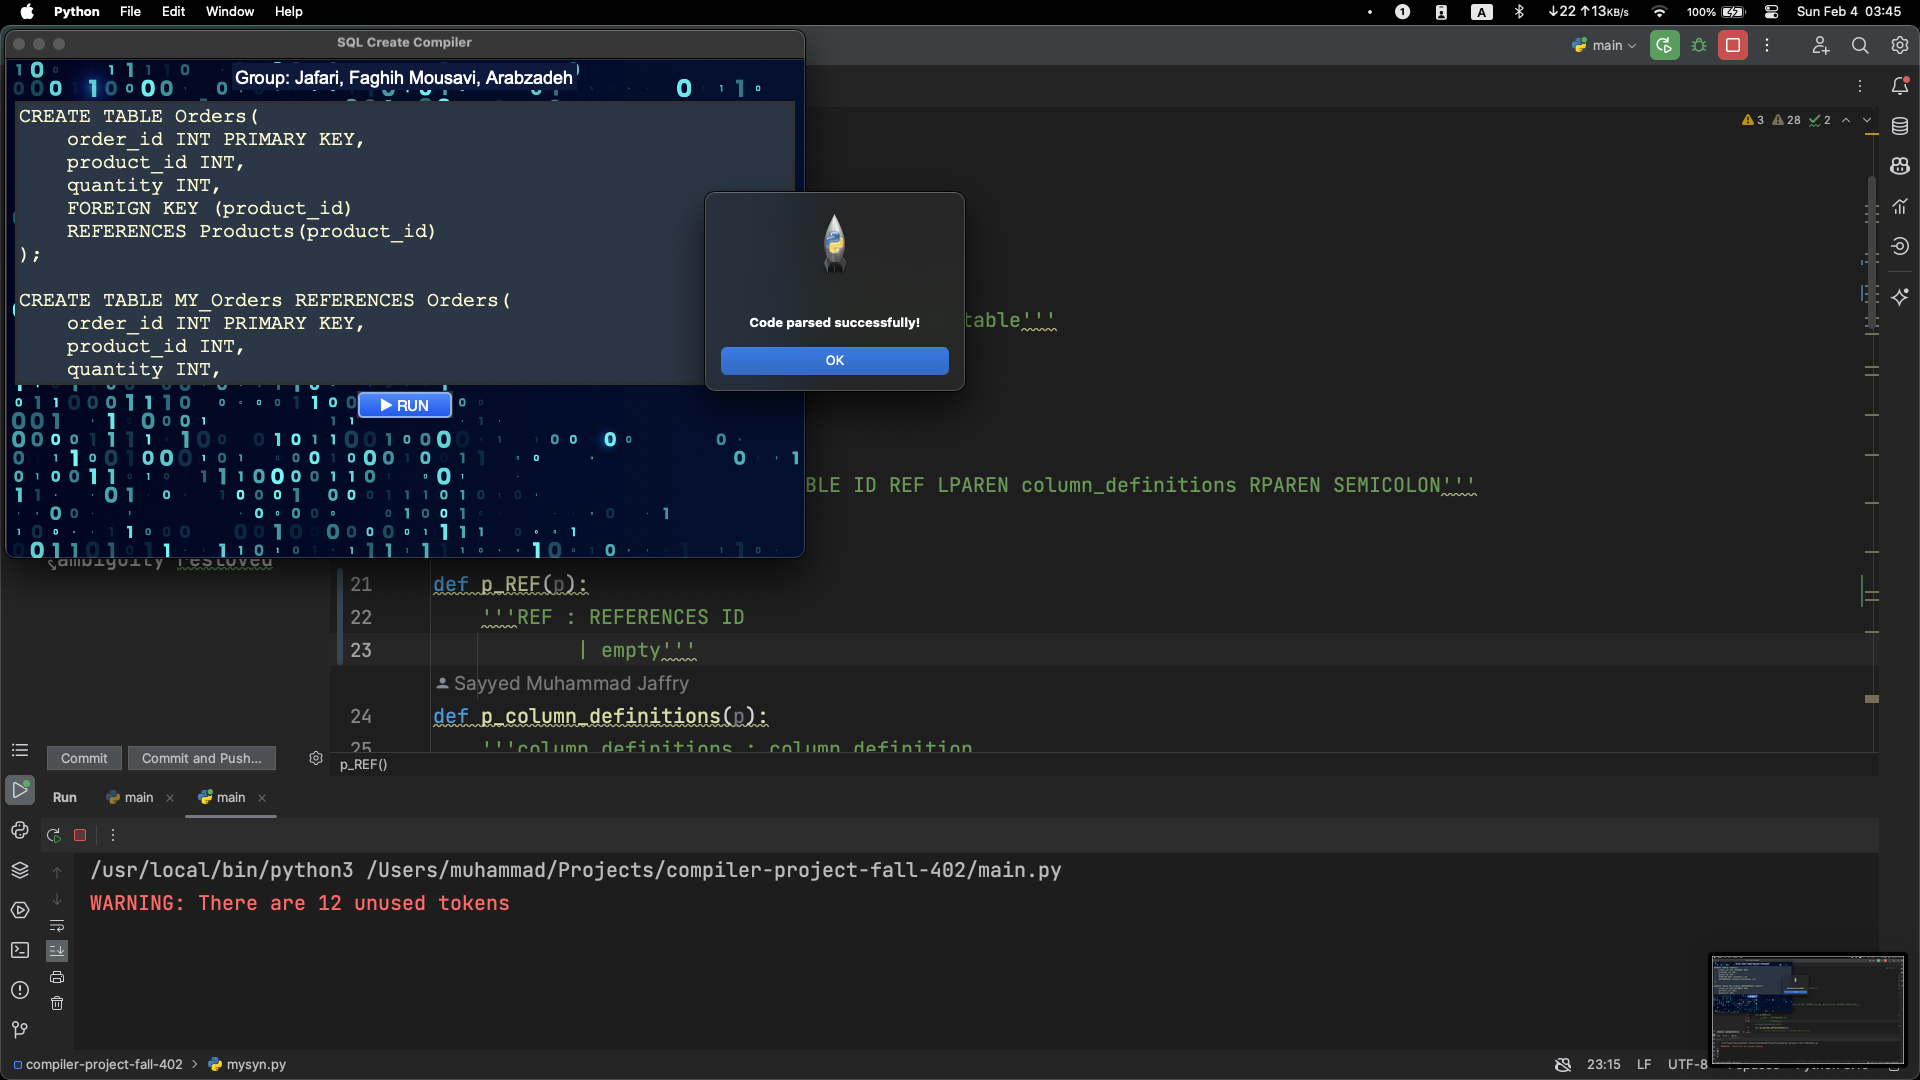 Python File Edit Window Help
1 A ↓22 ↑13KB/s 100% Sun Feb 4 03:45
SQL Create Compiler
main
Group: Jafari, Faghih Mousavi, Arabzadeh
CREATE TABLE Orders(
order_id INT PRIMARY KEY,
product_id INT,
quantity INT,
FOREIGN KEY (product_id)
REFERENCES Products(product_id)
);
CREATE TABLE MY_Orders REFERENCES Orders(
order_id INT PRIMARY KEY,
product_id INT,
quantity INT,
▶ RUN
Code parsed successfully!
OK
3 28 2
table'''
BLE ID REF LPAREN column_definitions RPAREN SEMICOLON'''
21 def p_REF(p):
22 '''REF : REFERENCES ID
23 | empty'''
Sayyed Muhammad Jaffry
24 def p_column_definitions(p):
25 '''column_definitions : column_definition
Commit Commit and Push...
p_REF()
Run main × main ×
/usr/local/bin/python3 /Users/muhammad/Projects/compiler-project-fall-402/main.py
WARNING: There are 12 unused tokens
compiler-project-fall-402 > mysyn.py
23:15 LF UTF-8